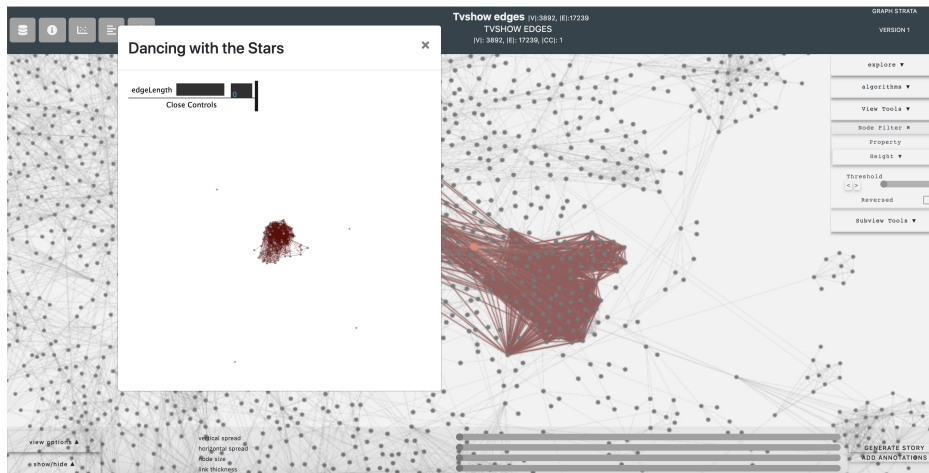 Tvshow edges |V|:3892, |E|:17239
TVSHOW EDGES
|V|: 3892, |E|: 17239, |CC|: 1
GRAPH STRATA
VERSION 1
Dancing with the Stars ×
edgeLength 0
Close Controls
explore ▼
algorithms ▼
View Tools ▼
Node Filter ×
Property
Height ▼
Threshold
< >
Reversed
Subview Tools ▼
view options ▲
show/hide ▲
vertical spread
horizontal spread
node size
link thickness
GENERATE STORY
ADD ANNOTATIONS